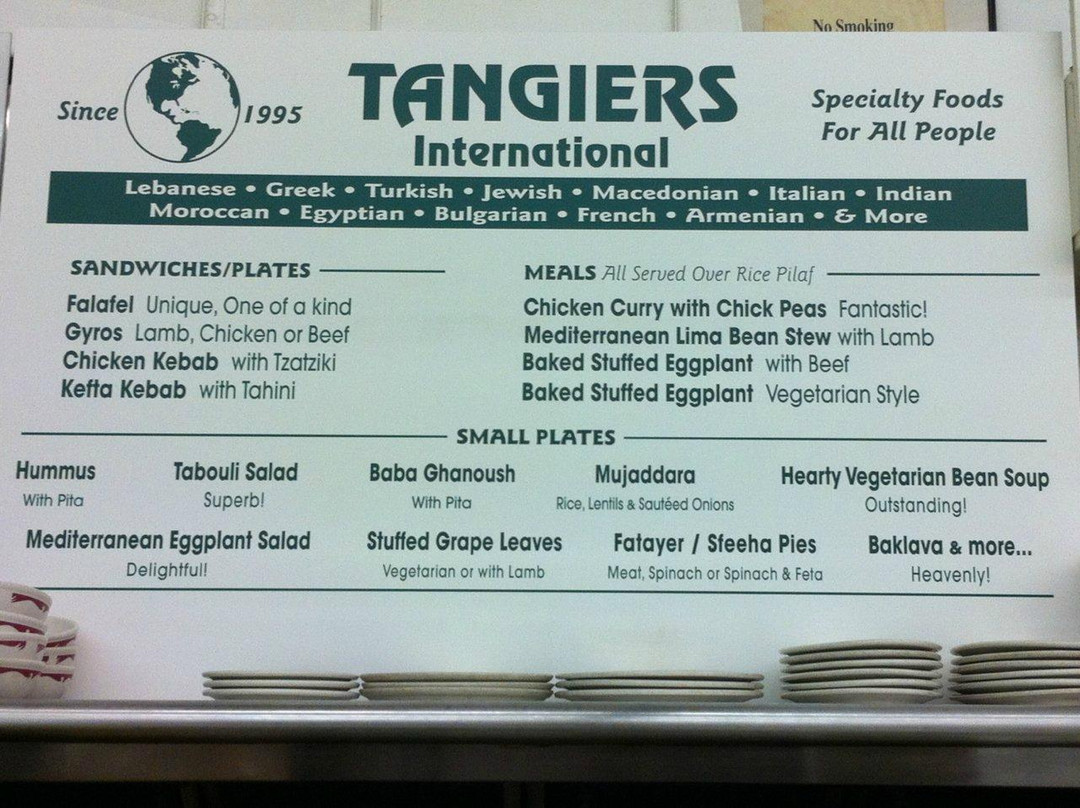 No Smoking
Since 1995
TANGIERS
International
Specialty Foods
For All People
Lebanese • Greek • Turkish • Jewish • Macedonian • Italian • Indian
Moroccan • Egyptian • Bulgarian • French • Armenian • & More
SANDWICHES/PLATES
Falafel Unique, One of a kind
Gyros Lamb, Chicken or Beef
Chicken Kebab with Tzatziki
Kefta Kebab with Tahini
MEALS All Served Over Rice Pilaf
Chicken Curry with Chick Peas Fantastic!
Mediterranean Lima Bean Stew with Lamb
Baked Stuffed Eggplant with Beef
Baked Stuffed Eggplant Vegetarian Style
SMALL PLATES
Hummus
With Pita
Tabouli Salad
Superb!
Baba Ghanoush
With Pita
Mujaddara
Rice, Lentils & Sautéed Onions
Hearty Vegetarian Bean Soup
Outstanding!
Mediterranean Eggplant Salad
Delightful!
Stuffed Grape Leaves
Vegetarian or with Lamb
Fatayer / Sfeeha Pies
Meat, Spinach or Spinach & Feta
Baklava & more...
Heavenly!